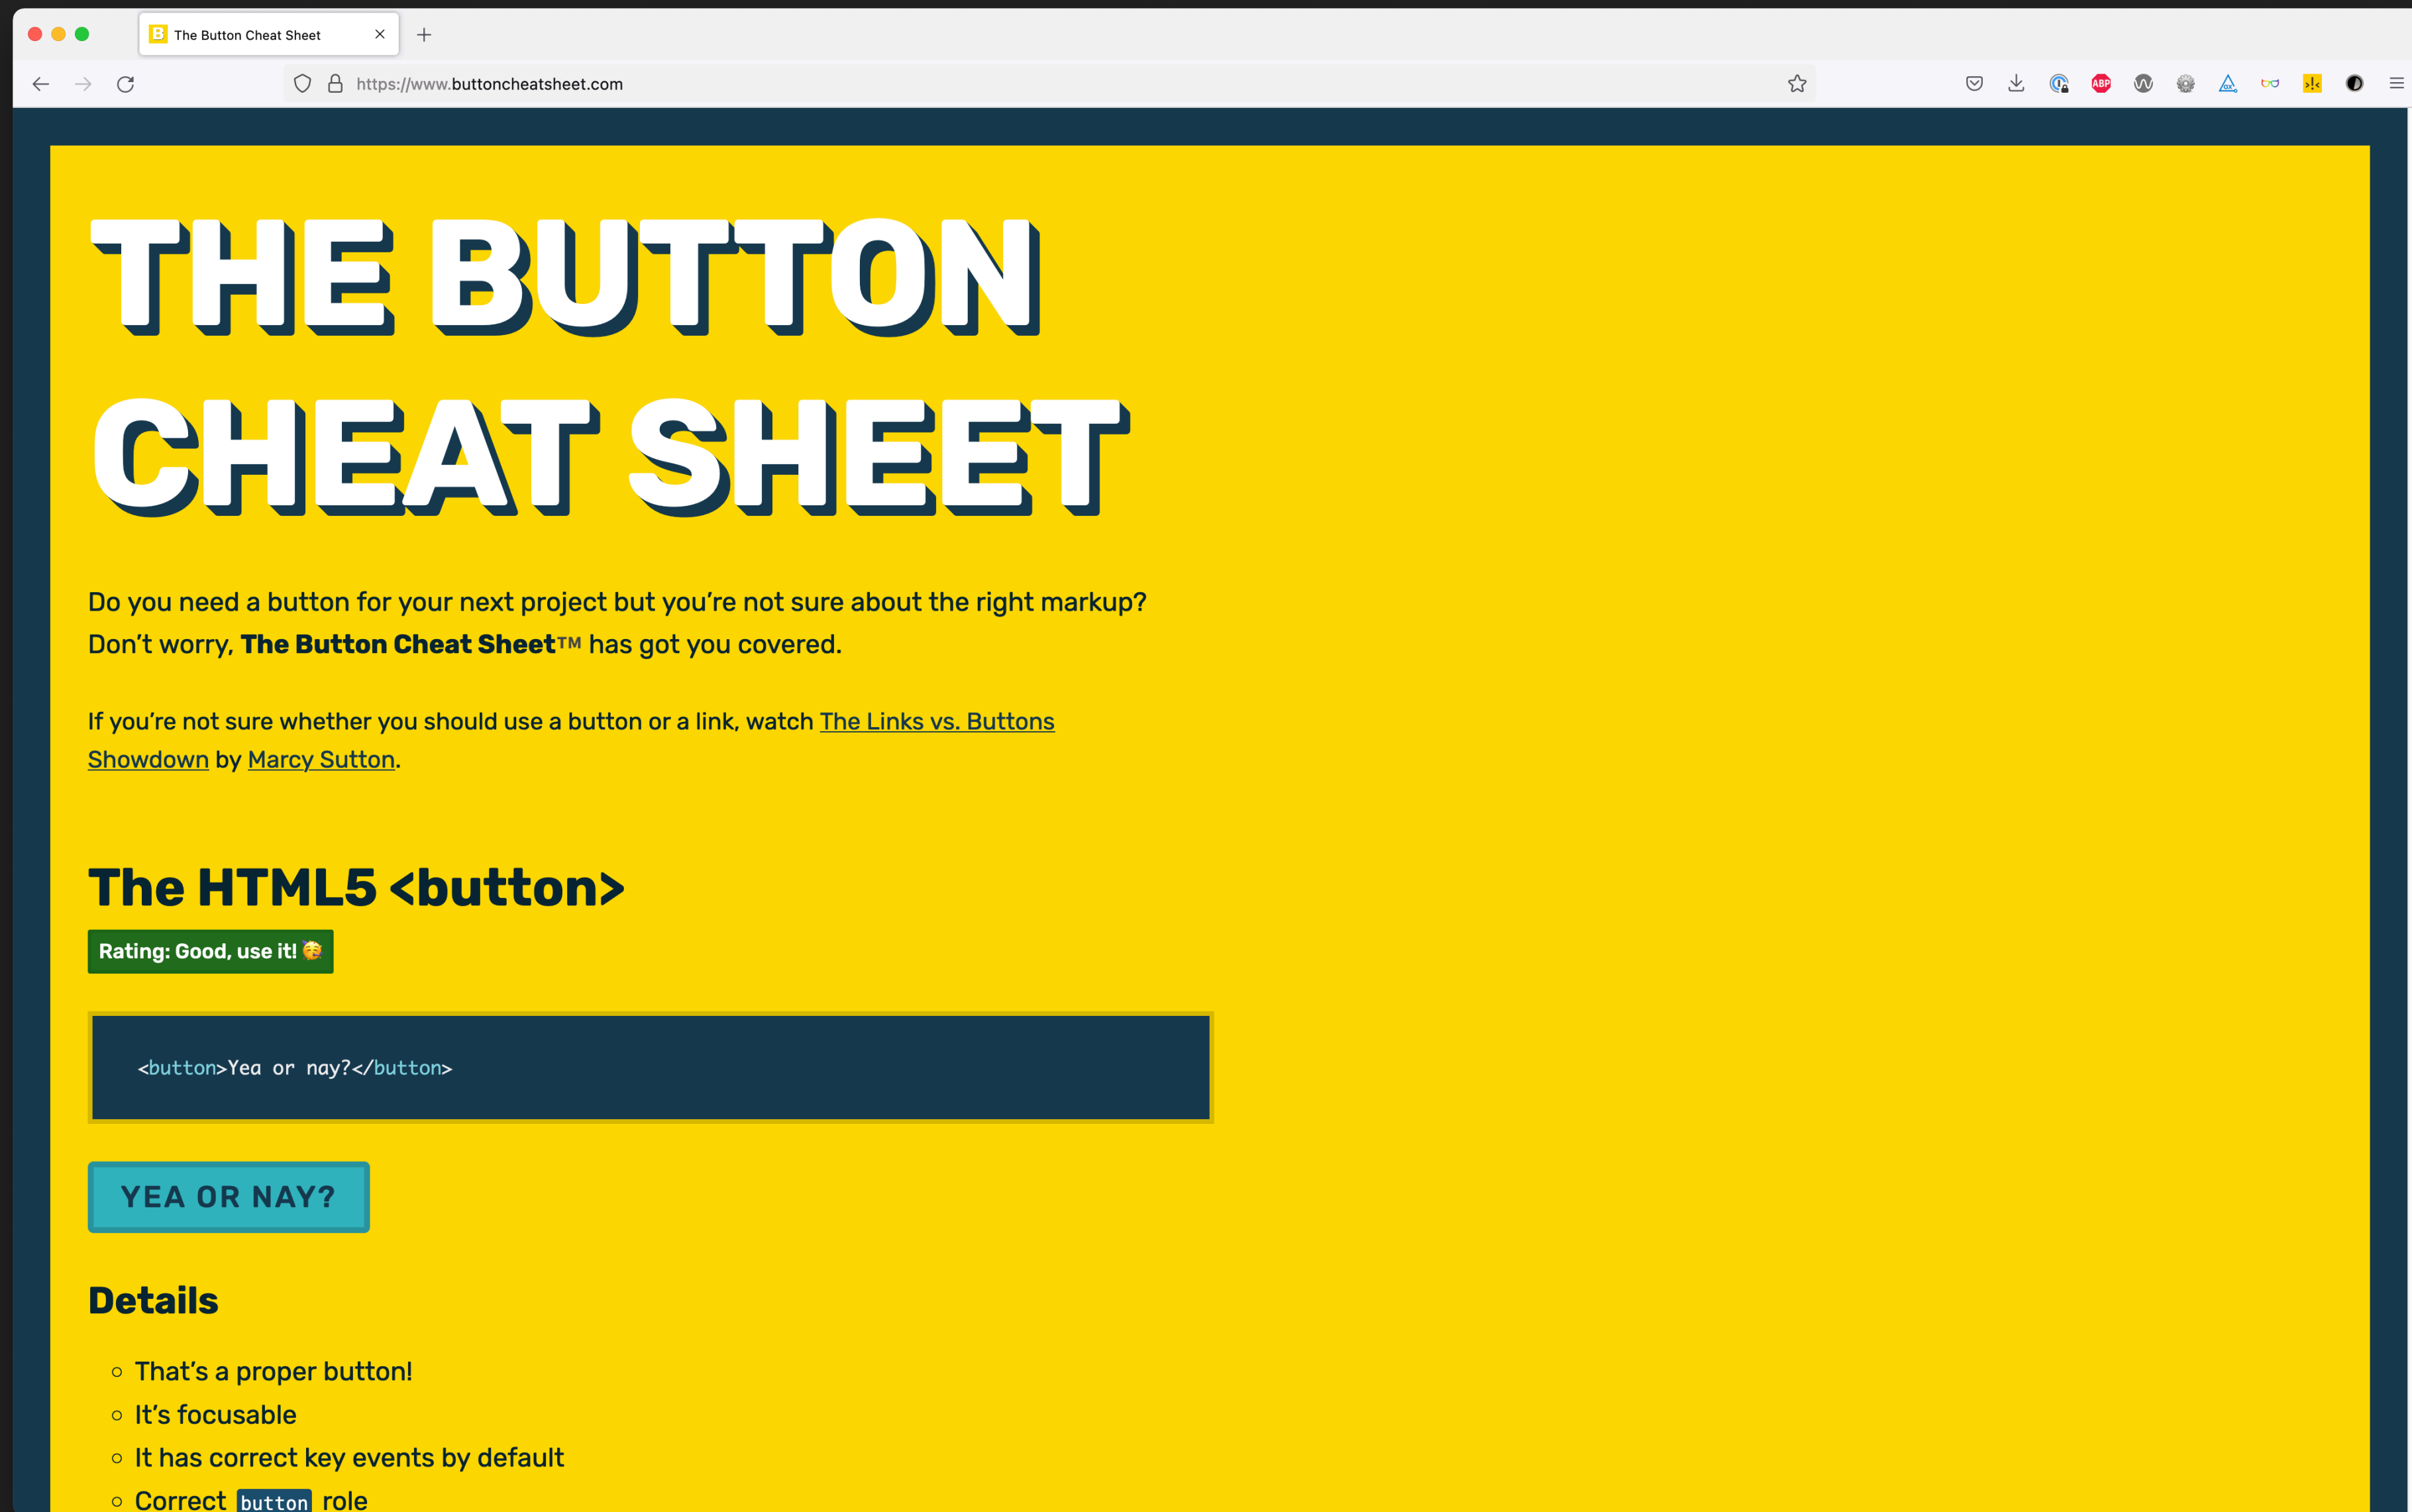 The Button Cheat Sheet
https://www.buttoncheatsheet.com
ABP
THE BUTTON
CHEAT SHEET
Do you need a button for your next project but you’re not sure about the right markup?
Don’t worry, The Button Cheat Sheet™ has got you covered.
If you’re not sure whether you should use a button or a link, watch The Links vs. Buttons
Showdown by Marcy Sutton.
The HTML5 <button>
Rating: Good, use it! 🥳
<button>Yea or nay?</button>
YEA OR NAY?
Details
That’s a proper button!
It’s focusable
It has correct key events by default
Correct button role